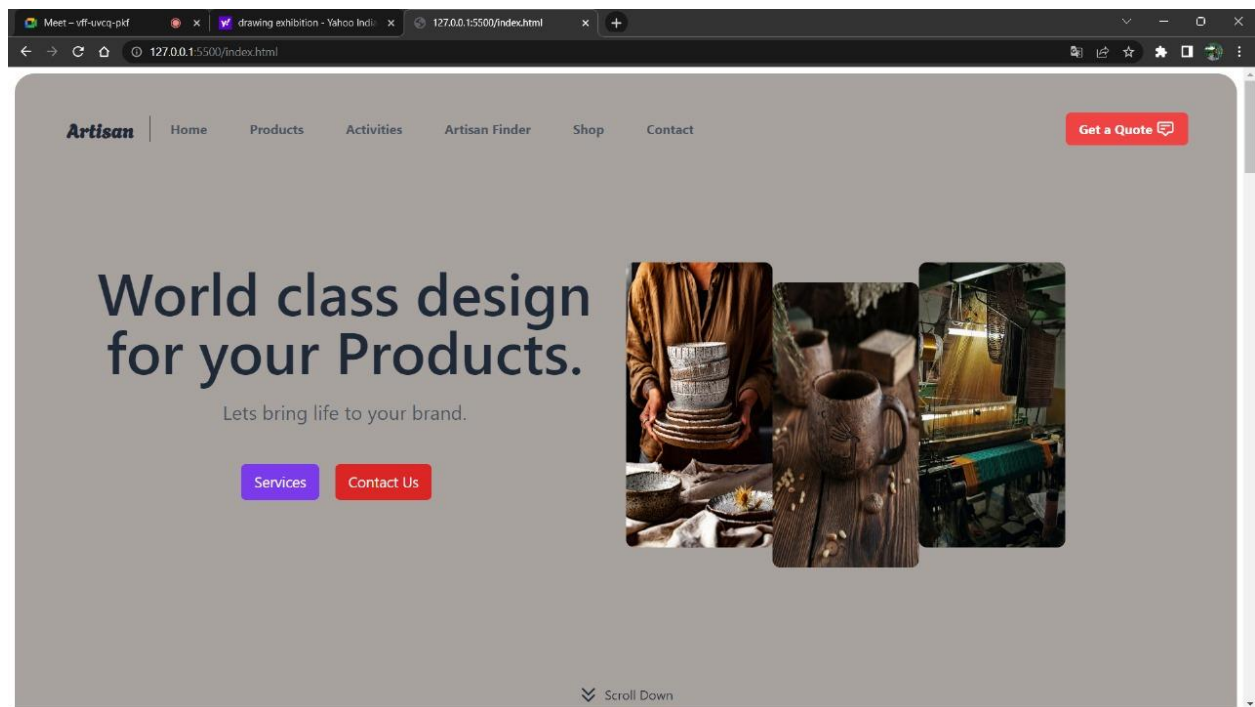 Meet – vff-uvcq-pkf
drawing exhibition - Yahoo Indi
127.0.0.1:5500/index.html
127.0.0.1:5500/index.html
Artisan
Home Products Activities Artisan Finder Shop Contact
Get a Quote
World class design
for your Products.
Lets bring life to your brand.
Services
Contact Us
Scroll Down